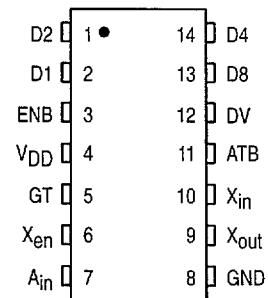 D2 1 14 D4
D1 2 13 D8
ENB 3 12 DV
VDD 4 11 ATB
GT 5 10 Xin
Xen 6 9 Xout
Ain 7 8 GND